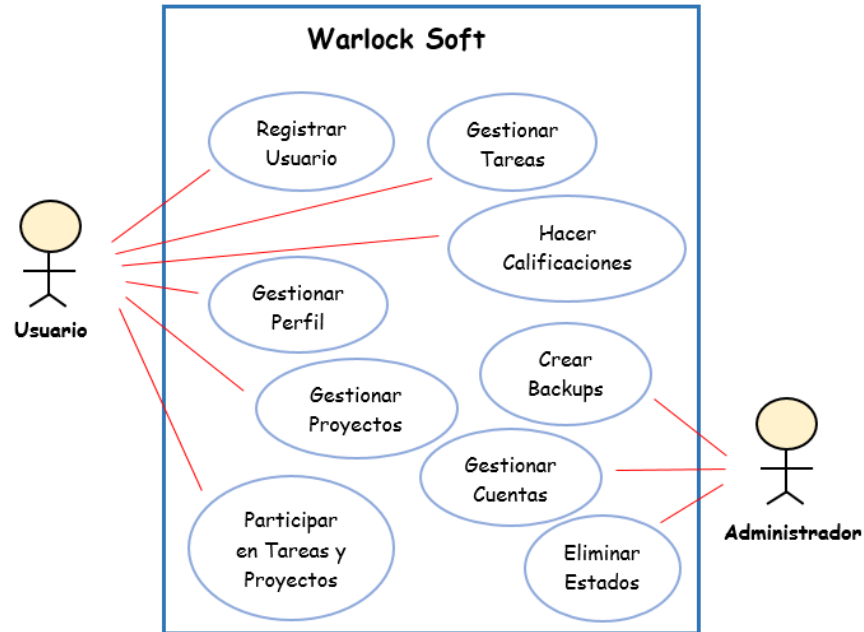 Warlock Soft
Registrar
Usuario
Gestionar
Tareas
Hacer
Calificaciones
Gestionar
Perfil
Usuario
Crear
Backups
Gestionar
Proyectos
Gestionar
Cuentas
Participar
en Tareas y
Proyectos
Eliminar
Estados
Administrador